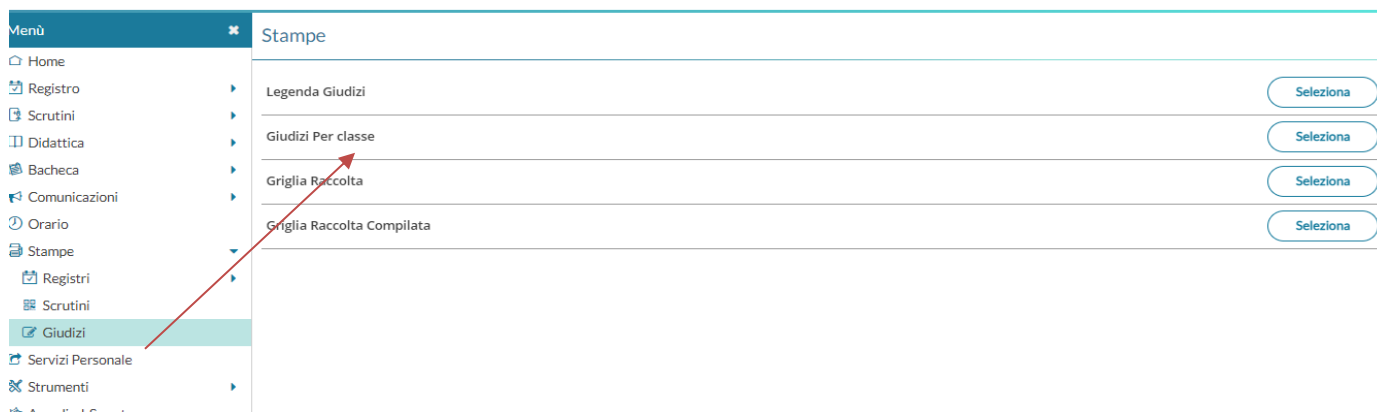 Menù
Home
Registro
Scrutini
Didattica
Bacheca
Comunicazioni
Orario
Stampe
Registri
Scrutini
Giudizi
Servizi Personale
Strumenti
Stampe
Legenda Giudizi Seleziona
Giudizi Per classe Seleziona
Griglia Raccolta Seleziona
Griglia Raccolta Compilata Seleziona